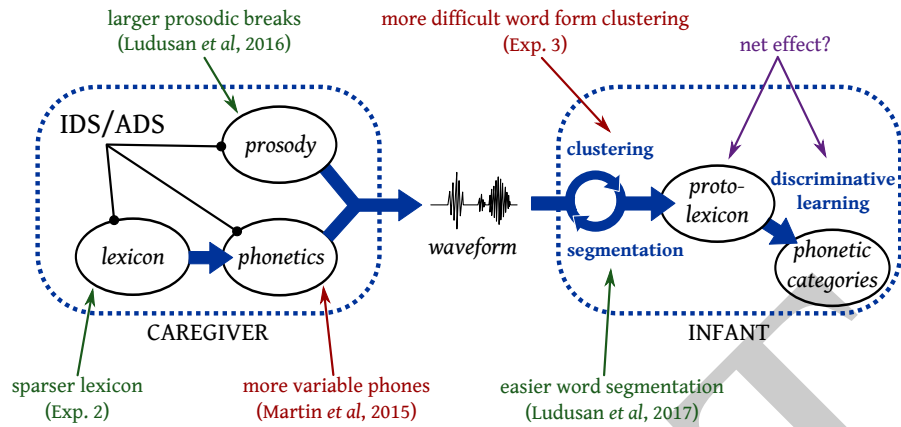 larger prosodic breaks
(Ludusan et al, 2016)
more difficult word form clustering
(Exp. 3)
net effect?
IDS/ADS
prosody
lexicon
phonetics
CAREGIVER
waveform
clustering
segmentation
proto-
lexicon
discriminative
learning
phonetic
categories
INFANT
sparser lexicon
(Exp. 2)
more variable phones
(Martin et al, 2015)
easier word segmentation
(Ludusan et al, 2017)